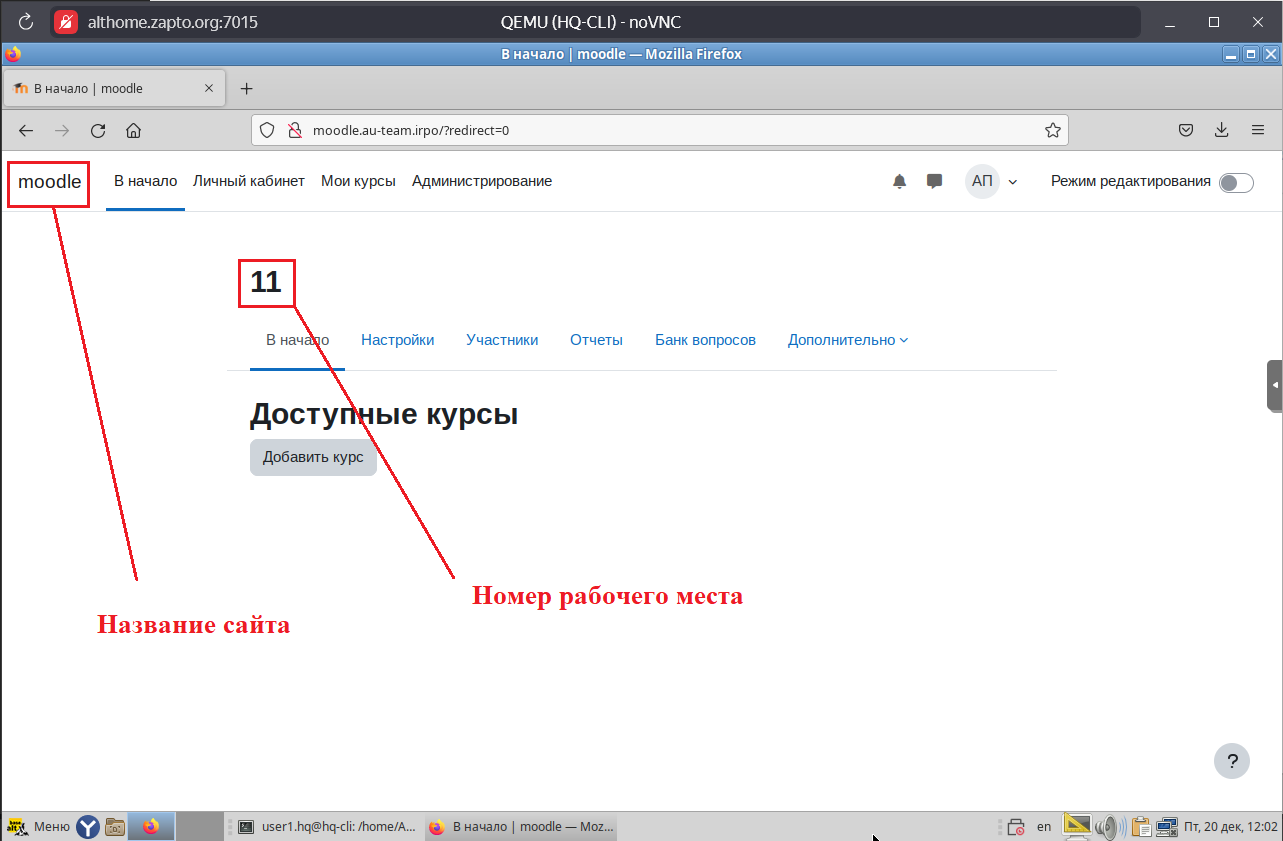 althome.zapto.org:7015 QEMU (HQ-CLI) - noVNC
В начало | moodle — Mozilla Firefox
В начало | moodle
moodle.au-team.irpo/?redirect=0
moodle В начало Личный кабинет Мои курсы Администрирование АП Режим редактирования
11
В начало Настройки Участники Отчеты Банк вопросов Дополнительно
Доступные курсы
Добавить курс
Номер рабочего места
Название сайта
?
Меню user1.hq@hq-cli: /home/A... В начало | moodle — Moz... en Пт, 20 дек, 12:02